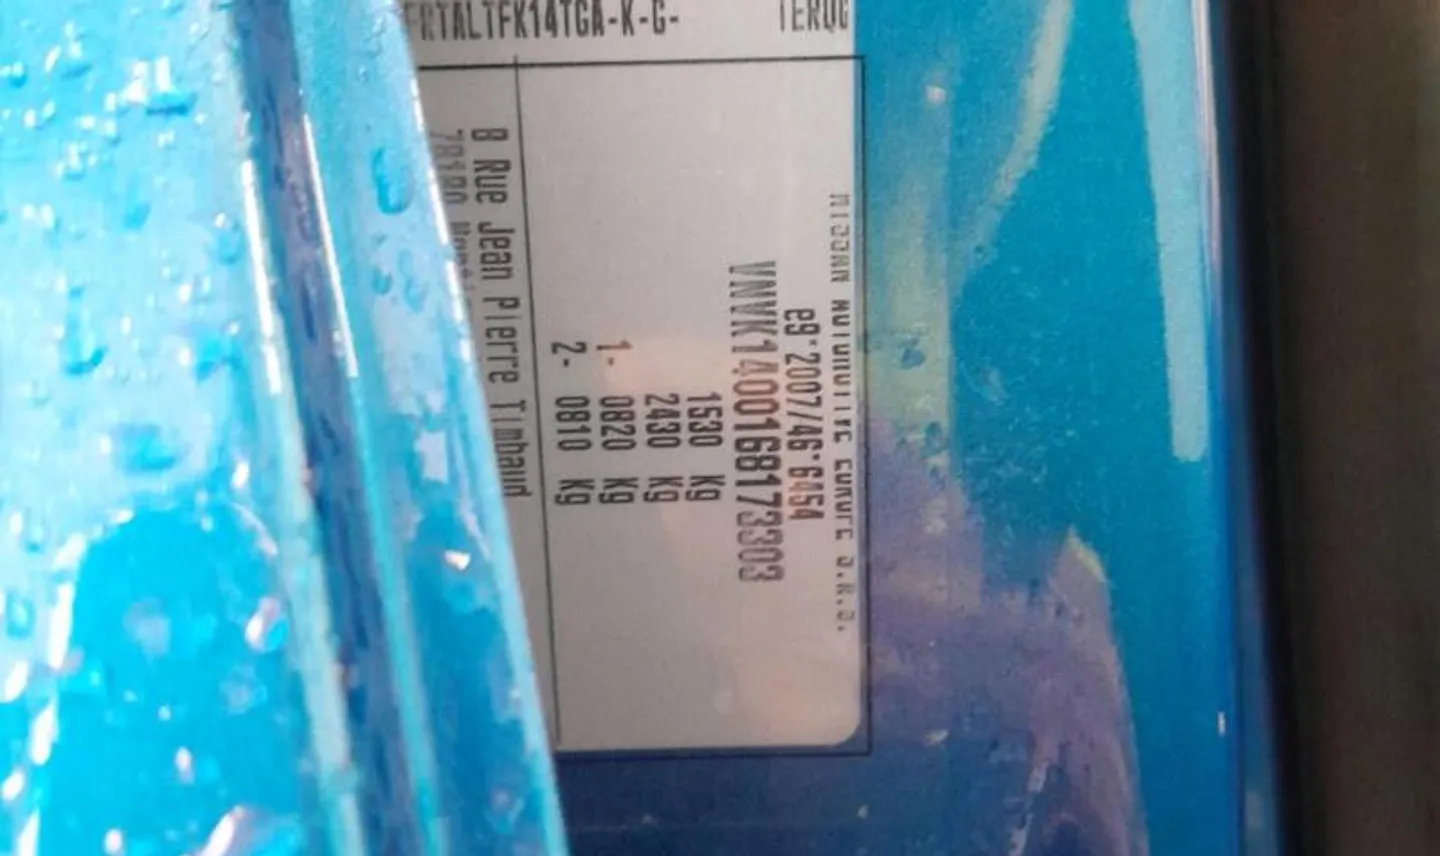 NISSAN AUTOMOTIVE EUROPE S.A.S.
e9*2007/46*6454
VNVK1400168173303
1530 Kg
2430 Kg
1- 0820 Kg
2- 0810 Kg
8 Rue Jean Pierre Timbaud
78180
TERQG